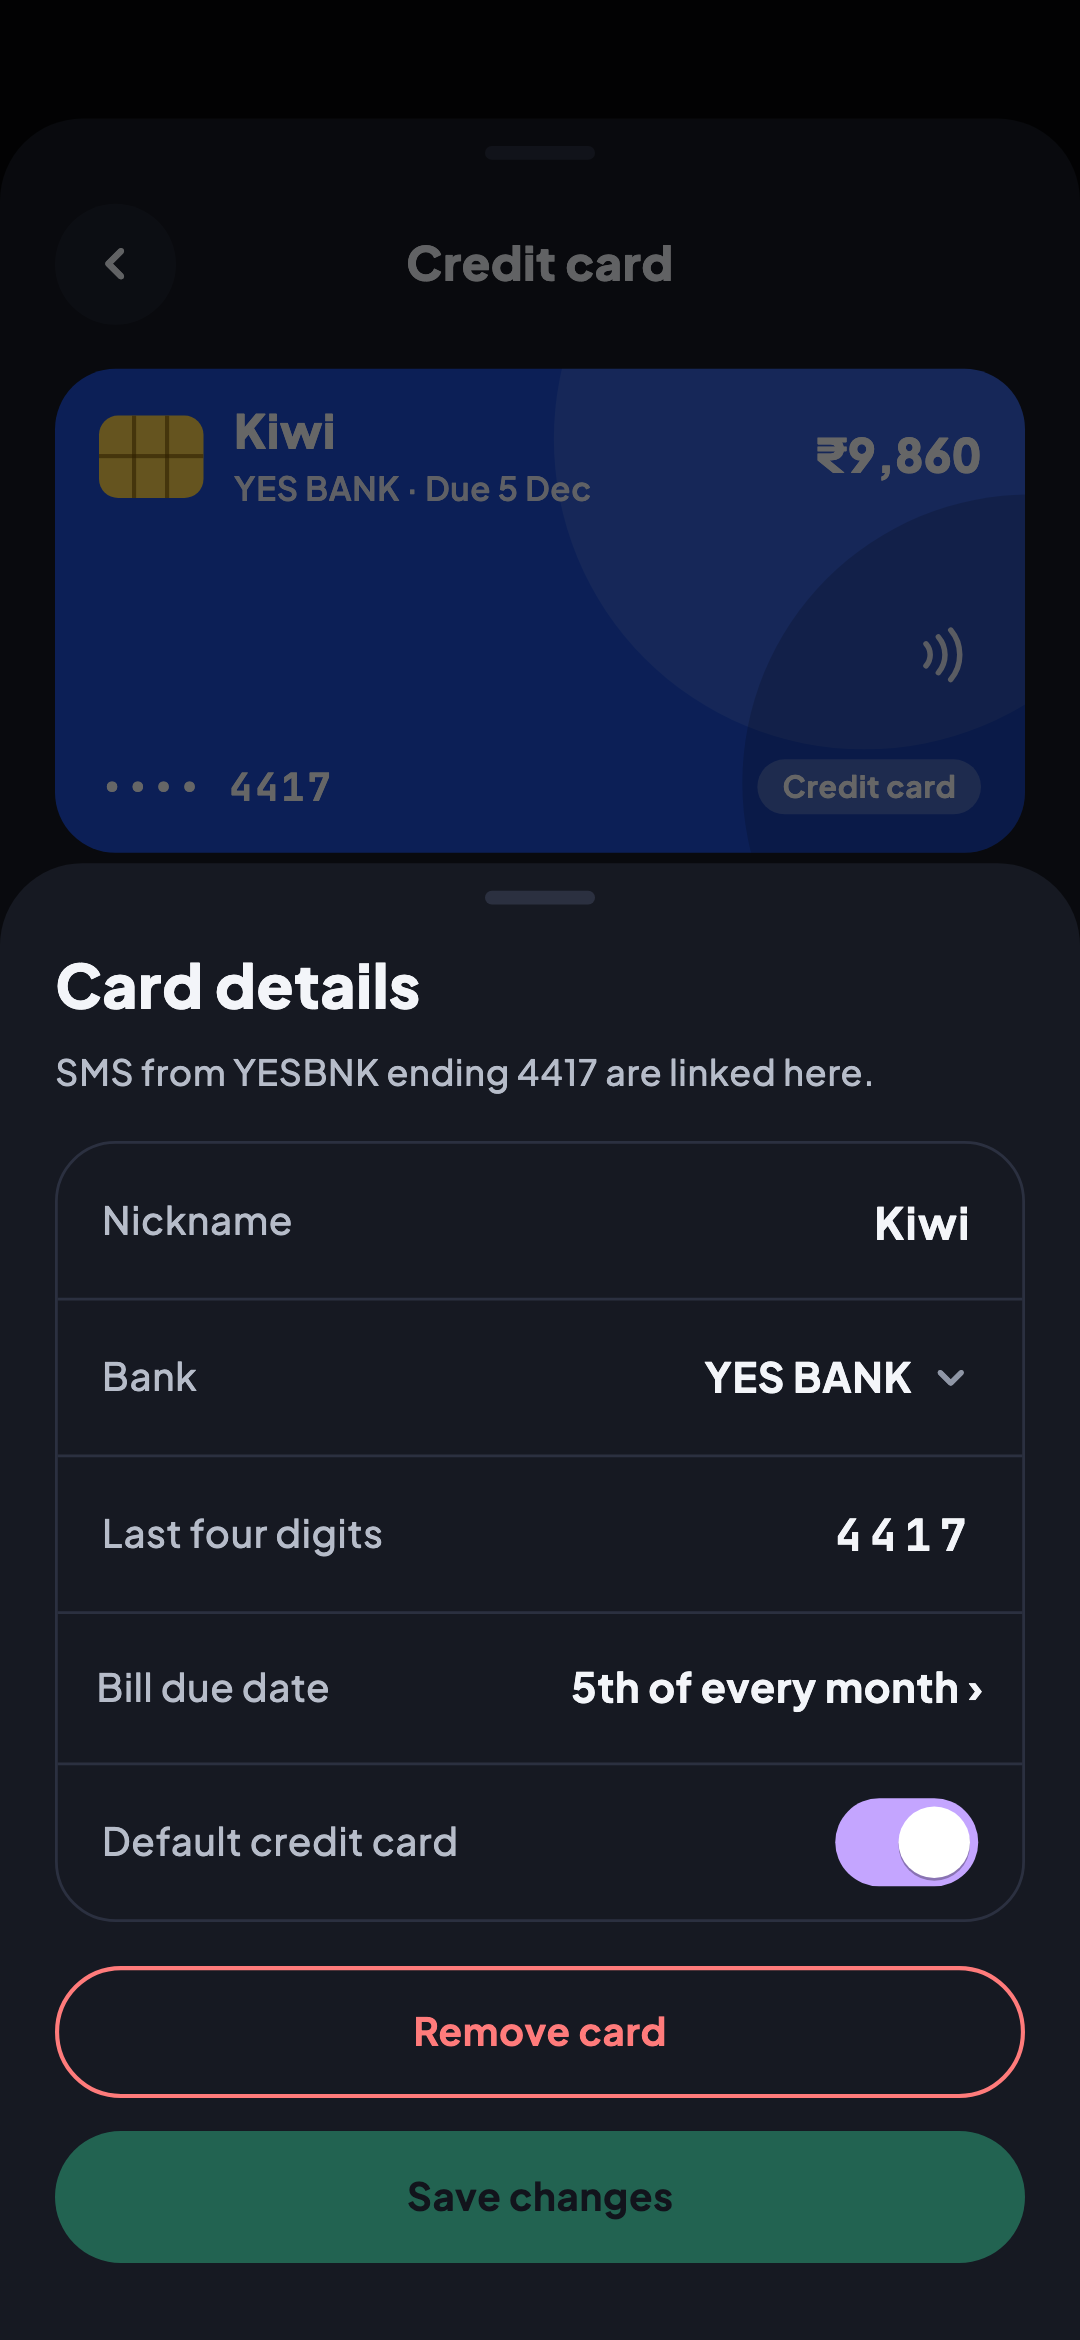 Credit card
Kiwi
₹9,860
YES BANK · Due 5 Dec
•••• 4417
Credit card
Card details
SMS from YESBNK ending 4417 are linked here.
Nickname Kiwi
Bank YES BANK
Last four digits 4417
Bill due date 5th of every month ›
Default credit card
Remove card
Save changes